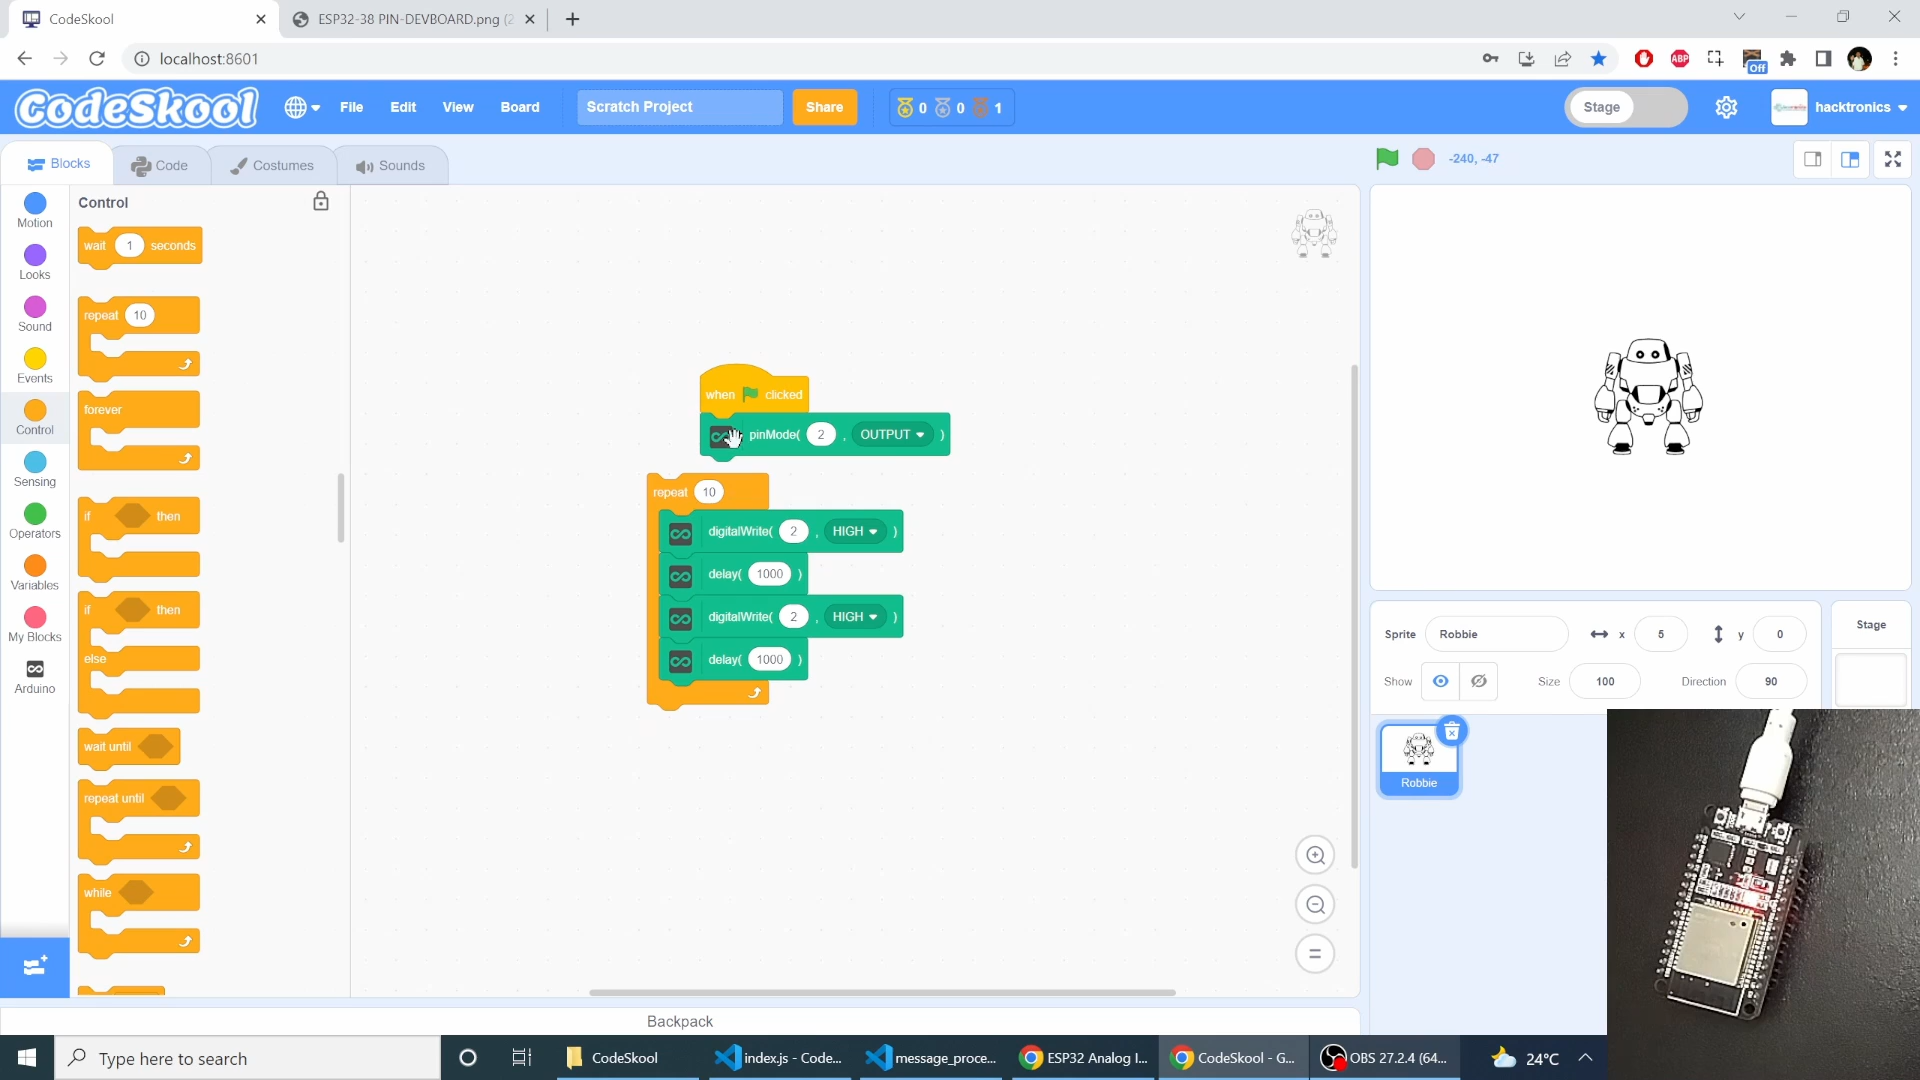 CodeSkool
ESP32-38 PIN-DEVBOARD.png (2
localhost:8601
ABP
Off
CodeSkool
File
Edit
View
Board
Scratch Project
Share
0
0
1
Stage
hacktronics
Blocks
Code
Costumes
Sounds
-240, -47
Motion
Looks
Sound
Events
Control
Sensing
Operators
Variables
My Blocks
Arduino
Control
wait 1 seconds
repeat 10
forever
if then
if then
else
wait until
repeat until
while
when clicked
pinMode( 2 , OUTPUT )
repeat 10
digitalWrite( 2 , HIGH )
delay( 1000 )
digitalWrite( 2 , HIGH )
delay( 1000 )
Sprite Robbie x 5 y 0
Show Size 100 Direction 90
Stage
Robbie
Backpack
Type here to search
CodeSkool
index.js - Code...
message_proce...
ESP32 Analog I...
CodeSkool - G...
OBS 27.2.4 (64...
24°C